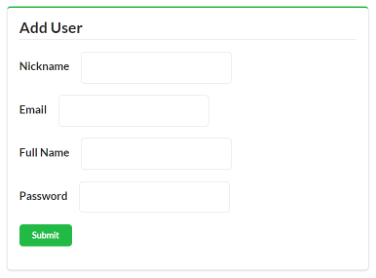 Add User
Nickname
Email
Full Name
Password
Submit